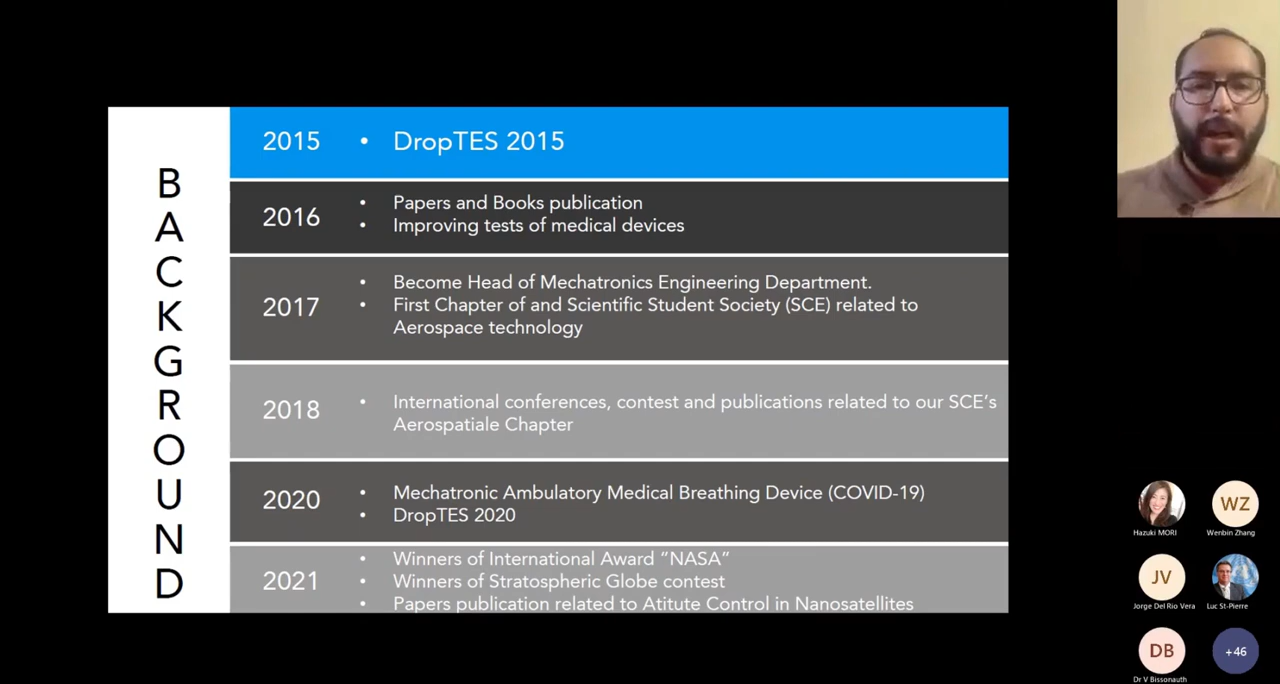 BACKGROUND
2015 • DropTES 2015
2016
• Papers and Books publication
• Improving tests of medical devices
2017
• Become Head of Mechatronics Engineering Department.
• First Chapter of and Scientific Student Society (SCE) related to
Aerospace technology
2018
• International conferences, contest and publications related to our SCE's
Aerospatiale Chapter
2020
• Mechatronic Ambulatory Medical Breathing Device (COVID-19)
• DropTES 2020
2021
• Winners of International Award “NASA”
• Winners of Stratospheric Globe contest
• Papers publication related to Atitute Control in Nanosatellites
Hazuki MORI
WZ
Wenbin Zhang
JV
Jorge Del Rio Vera
Luc St-Pierre
DB
Dr V Bissonauth
+46